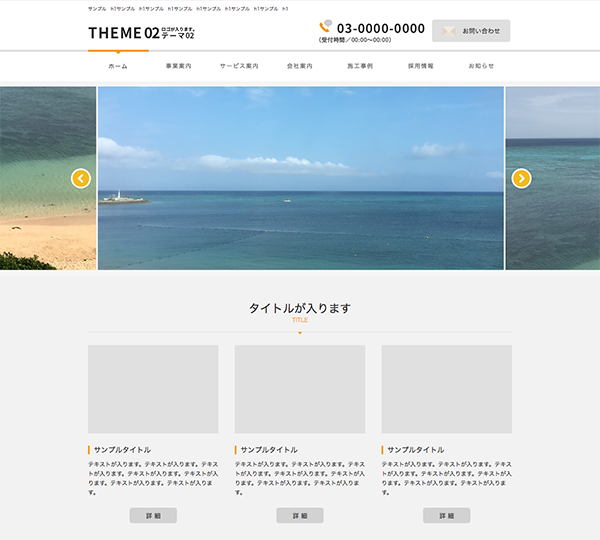 サンプル h1サンプル h1サンプル h1サンプル h1サンプル h1サンプル h1サンプル h1
THEME 02 ロゴが入ります。テーマ02
03-0000-0000
(受付時間／00:00〜00:00)
お問い合わせ
ホーム 事業案内 サービス案内 会社案内 施工事例 採用情報 お知らせ
タイトルが入ります
TITLE
サンプルタイトル
テキストが入ります。テキストが入ります。テキス
トが入ります。テキストが入ります。テキストが入
ります。テキストが入ります。テキストが入りま
す。
詳 細
サンプルタイトル
テキストが入ります。テキストが入ります。テキス
トが入ります。テキストが入ります。テキストが入
ります。テキストが入ります。テキストが入りま
す。
詳 細
サンプルタイトル
テキストが入ります。テキストが入ります。テキス
トが入ります。テキストが入ります。テキストが入
ります。テキストが入ります。テキストが入りま
す。
詳 細